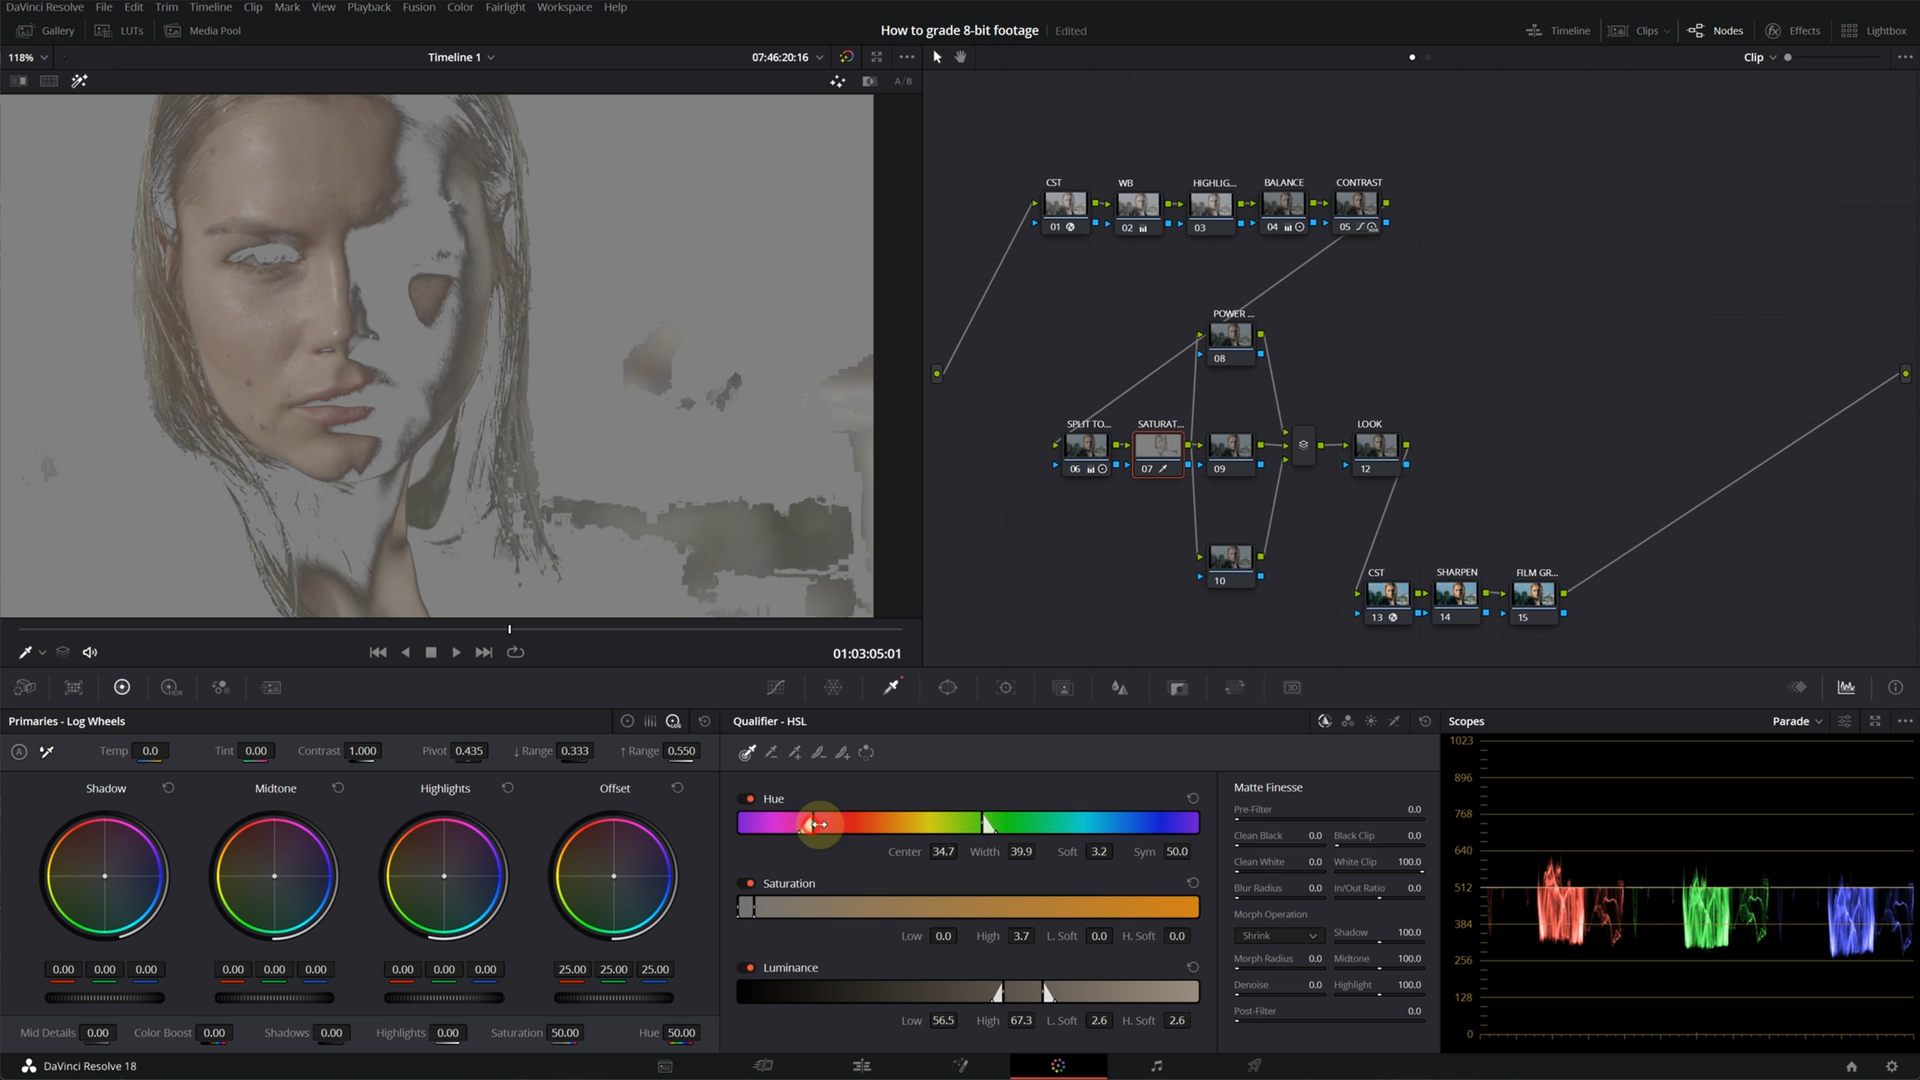 DaVinci Resolve File Edit Trim Timeline Clip Mark View Playback Fusion Color Fairlight Workspace Help
Gallery LUTs Media Pool How to grade 8-bit footage Edited Timeline Clips Nodes Effects Lightbox
118% Timeline 1 07:46:20:16 Clip
A/B
CST WB HIGHLIG... BALANCE CONTRAST
01 02 03 04 05
POWER ...
08
SPLIT TO... SATURAT... LOOK
06 07 09 12
10
CST SHARPEN FILM GR...
13 14 15
01:03:05:01
HDR 3D
Primaries - Log Wheels Qualifier - HSL Scopes Parade
LOG
A Temp 0.0 Tint 0.00 Contrast 1.000 Pivot 0.435 ↓ Range 0.333 ↑ Range 0.550
Shadow Midtone Highlights Offset
0.00 0.00 0.00 0.00 0.00 0.00 0.00 0.00 0.00 25.00 25.00 25.00
Mid Details 0.00 Color Boost 0.00 Shadows 0.00 Highlights 0.00 Saturation 50.00 Hue 50.00
Hue
Center 34.7 Width 39.9 Soft 3.2 Sym 50.0
Saturation
Low 0.0 High 3.7 L. Soft 0.0 H. Soft 0.0
Luminance
Low 56.5 High 67.3 L. Soft 2.6 H. Soft 2.6
Matte Finesse
Pre-Filter 0.0
Clean Black 0.0 Black Clip 0.0
Clean White 0.0 White Clip 100.0
Blur Radius 0.0 In/Out Ratio 0.0
Morph Operation
Shrink Shadow 100.0
Morph Radius 0.0 Midtone 100.0
Denoise 0.0 Highlight 100.0
Post-Filter 0.0
1023
896
768
640
512
384
256
128
0
DaVinci Resolve 18